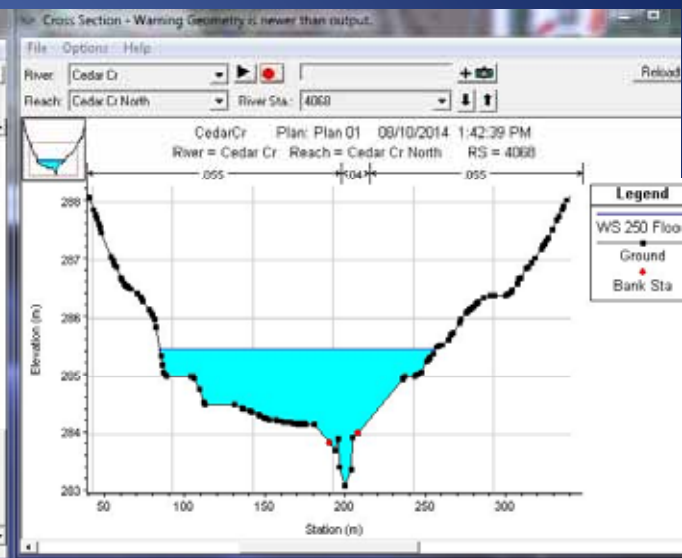 Cross Section - Warning Geometry is newer than output.
File Options Help
River: Cedar Cr
Reload
Reach: Cedar Cr North River Sta.: 4068
CedarCr Plan: Plan 01 08/10/2014 1:42:39 PM
River = Cedar Cr Reach = Cedar Cr North RS = 4068
.055 .04 .055
Legend
WS 250 Floo
Ground
Bank Sta
288
287
286
285
284
283
Elevation (m)
50 100 150 200 250 300
Station (m)